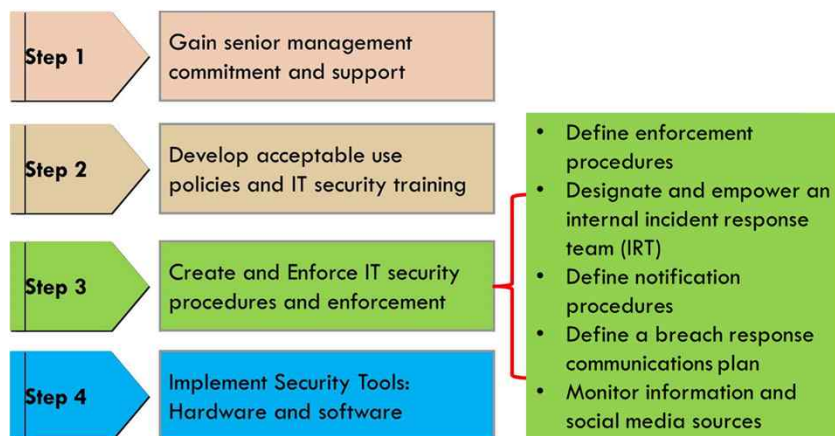 Step 1
Gain senior management
commitment and support
Step 2
Develop acceptable use
policies and IT security training
Step 3
Create and Enforce IT security
procedures and enforcement
Step 4
Implement Security Tools:
Hardware and software
• Define enforcement
procedures
• Designate and empower an
internal incident response
team (IRT)
• Define notification
procedures
• Define a breach response
communications plan
• Monitor information and
social media sources